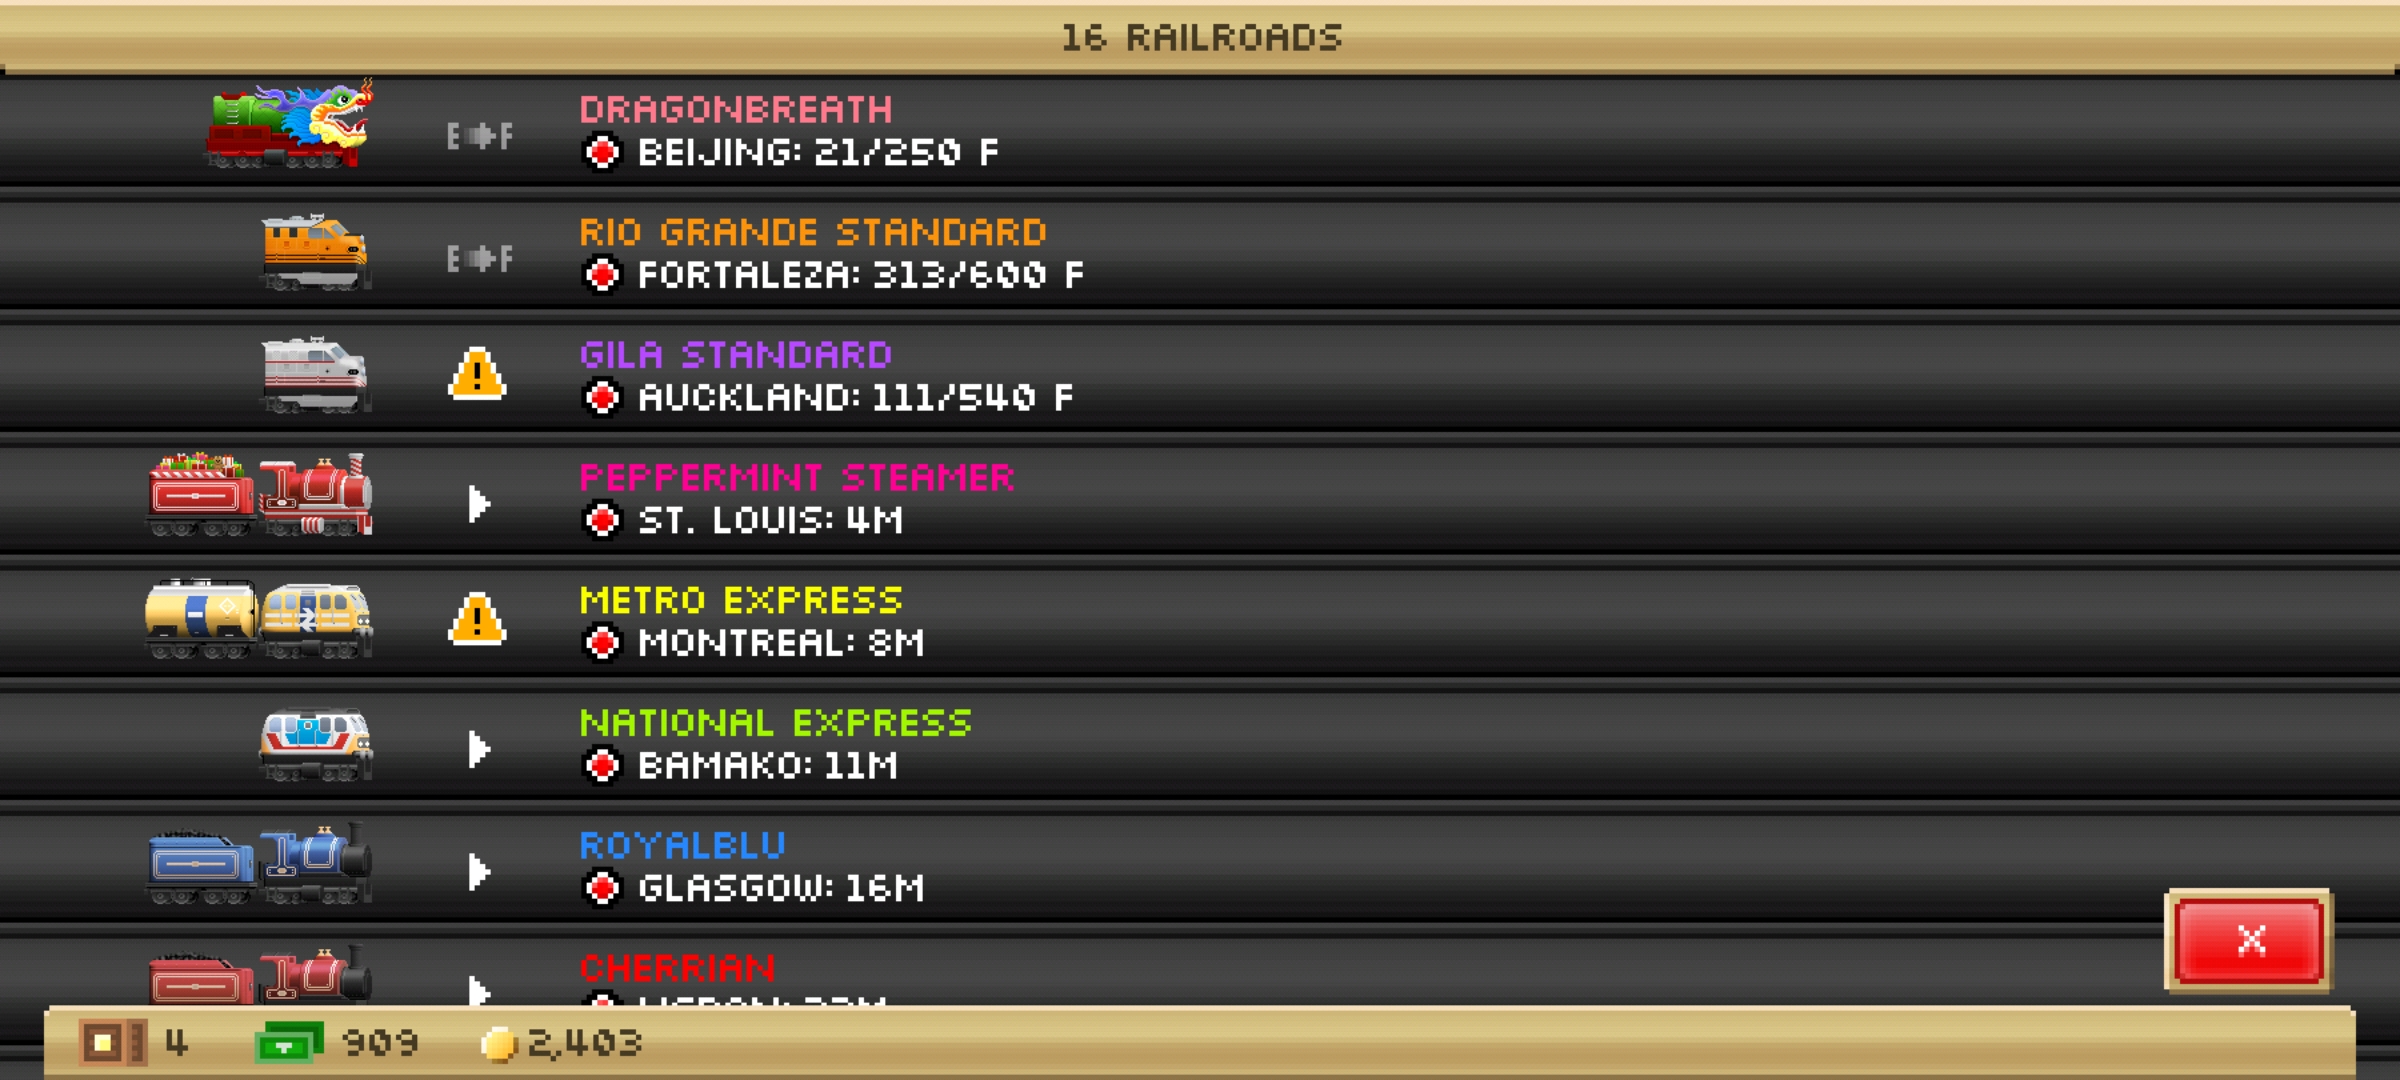 16 RAILROADS
DRAGONBREATH
E F
BEIJING: 21/250 F
RIO GRANDE STANDARD
E F
FORTALEZA: 313/600 F
GILA STANDARD
!
AUCKLAND: 111/540 F
PEPPERMINT STEAMER
ST. LOUIS: 4M
METRO EXPRESS
!
MONTREAL: 8M
NATIONAL EXPRESS
BAMAKO: 11M
ROYALBLU
GLASGOW: 16M
CHERRIAN
X
4 909 2,403